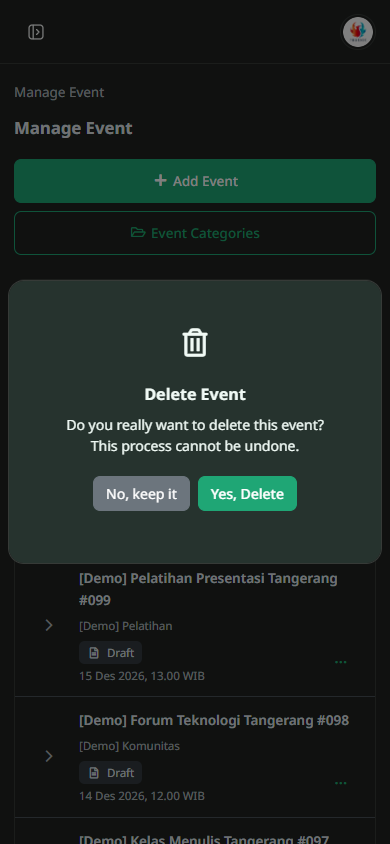 Manage Event
Manage Event
Add Event
Event Categories
Delete Event
Do you really want to delete this event?
This process cannot be undone.
No, keep it
Yes, Delete
[Demo] Pelatihan Presentasi Tangerang
#099
[Demo] Pelatihan
Draft
15 Des 2026, 13.00 WIB
[Demo] Forum Teknologi Tangerang #098
[Demo] Komunitas
Draft
14 Des 2026, 12.00 WIB
[Demo] Kelas Menulis Tangerang #097